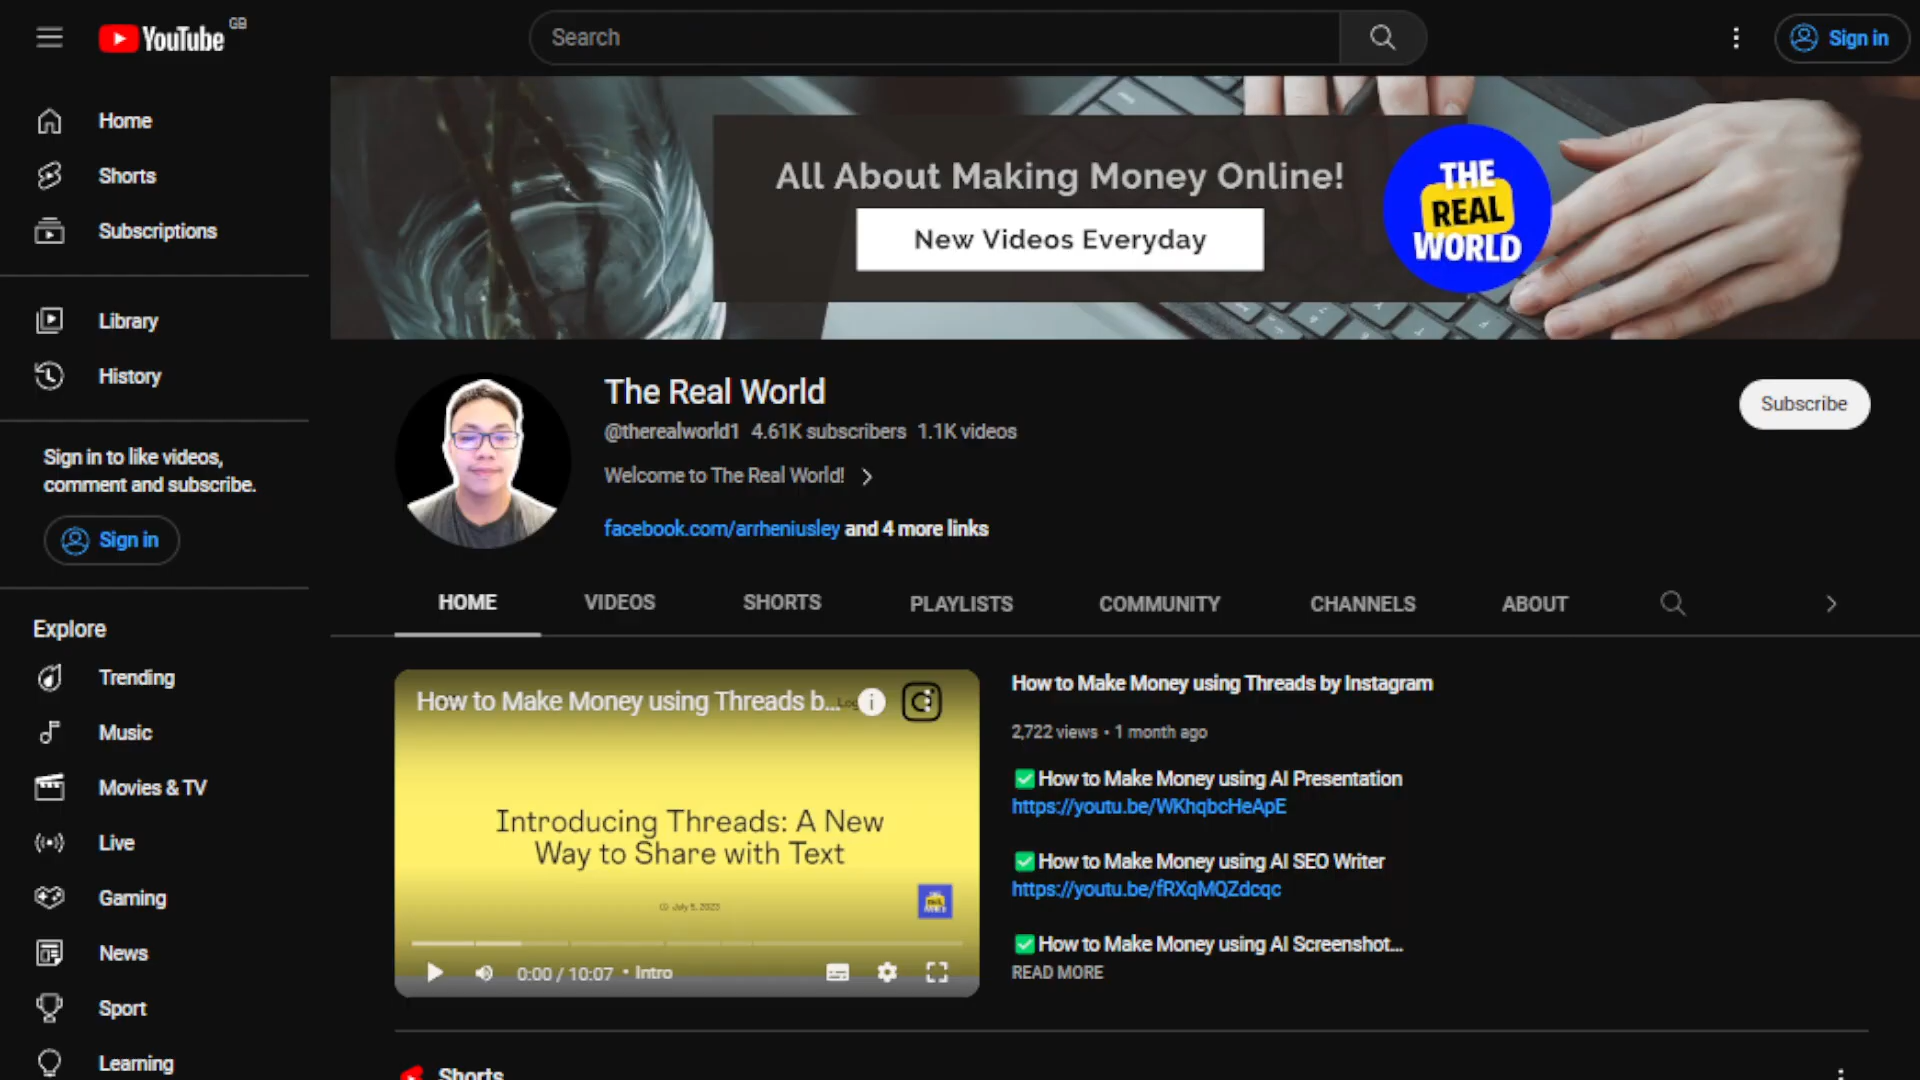 YouTube GB
Search
Sign in
Home
Shorts
Subscriptions
Library
History
Sign in to like videos,
comment and subscribe.
Sign in
Explore
Trending
Music
Movies & TV
Live
Gaming
News
Sport
Learning
All About Making Money Online!
New Videos Everyday
THE
REAL
WORLD
The Real World
@therealworld1 4.61K subscribers 1.1K videos
Welcome to The Real World!
facebook.com/arrheniusley and 4 more links
Subscribe
HOME VIDEOS SHORTS PLAYLISTS COMMUNITY CHANNELS ABOUT
How to Make Money using Threads b...
Introducing Threads: A New
Way to Share with Text
July 5, 2023
0:00 / 10:07 • Intro
How to Make Money using Threads by Instagram
2,722 views • 1 month ago
✅How to Make Money using AI Presentation
https://youtu.be/WKhqbcHeApE
✅How to Make Money using AI SEO Writer
https://youtu.be/fRXqMQZdcqc
✅How to Make Money using AI Screenshot...
READ MORE
Shorts